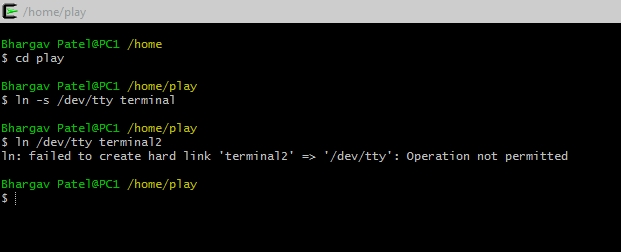 /home/play
Bhargav Patel@PC1 /home
$ cd play
Bhargav Patel@PC1 /home/play
$ ln -s /dev/tty terminal
Bhargav Patel@PC1 /home/play
$ ln /dev/tty terminal2
ln: failed to create hard link 'terminal2' => '/dev/tty': Operation not permitted
Bhargav Patel@PC1 /home/play
$